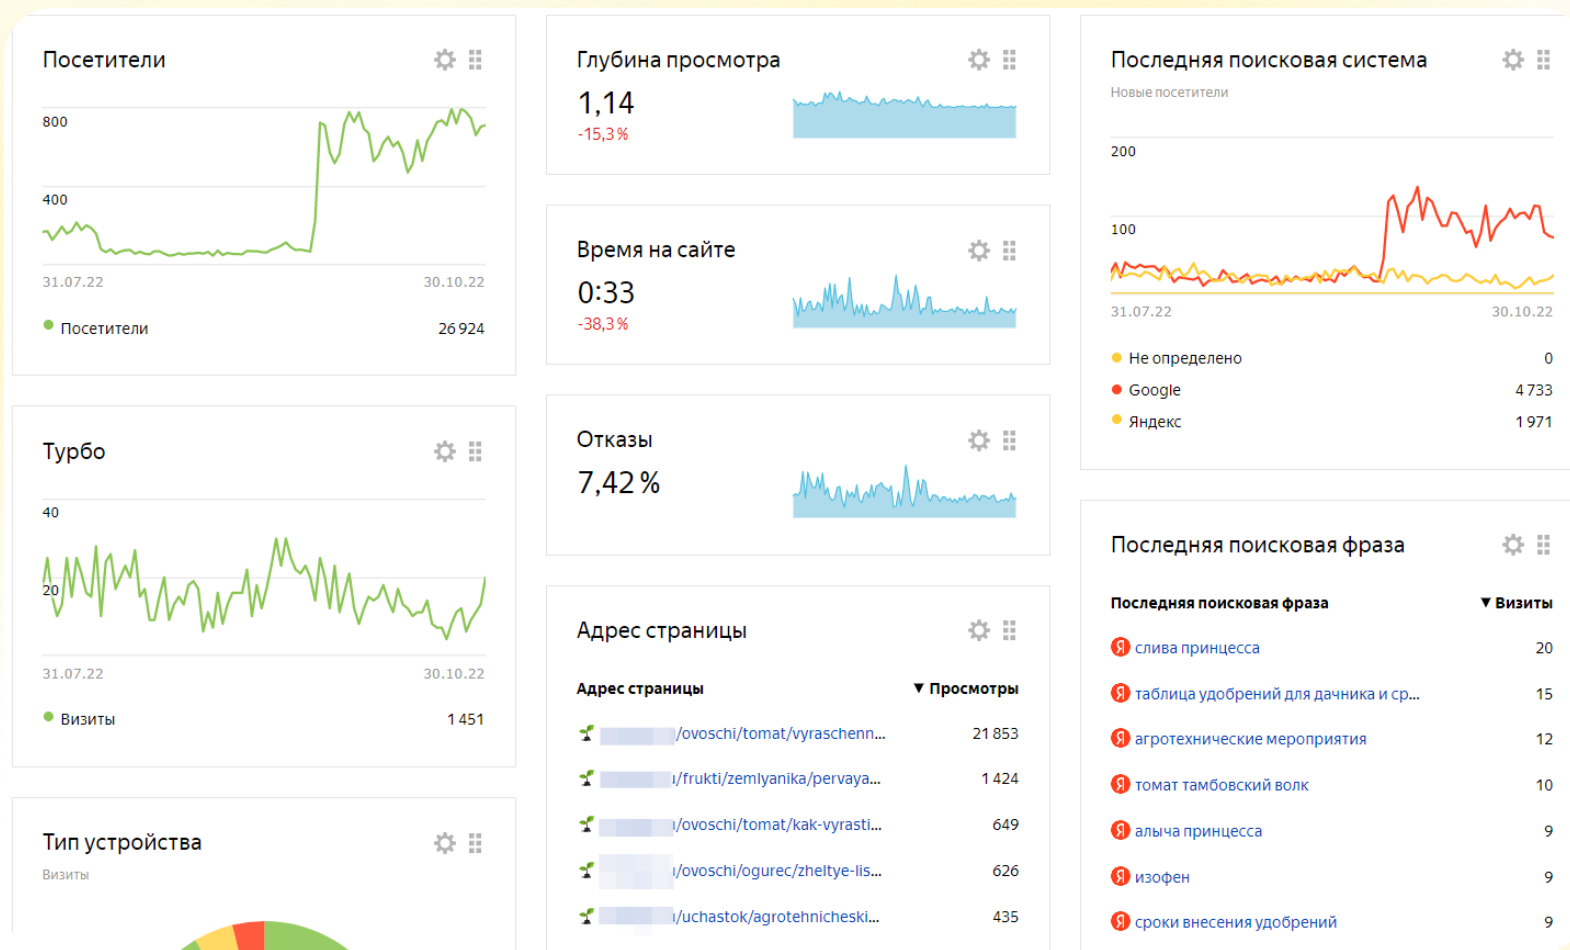 Посетители
800
400
31.07.22 30.10.22
Посетители 26 924
Турбо
40
20
31.07.22 30.10.22
Визиты 1 451
Тип устройства
Визиты
Глубина просмотра
1,14
-15,3 %
Время на сайте
0:33
-38,3 %
Отказы
7,42 %
Адрес страницы
Адрес страницы ▼ Просмотры
/ovoschi/tomat/vyraschenn... 21 853
/frukti/zemlyanika/pervaya... 1 424
/ovoschi/tomat/kak-vyrasti... 649
/ovoschi/ogurec/zheltye-lis... 626
/uchastok/agrotehnicheski... 435
Последняя поисковая система
Новые посетители
200
100
31.07.22 30.10.22
Не определено 0
Google 4 733
Яндекс 1 971
Последняя поисковая фраза
Последняя поисковая фраза ▼ Визиты
Я слива принцесса 20
Я таблица удобрений для дачника и ср... 15
Я агротехнические мероприятия 12
Я томат тамбовский волк 10
Я алыча принцесса 9
Я изофен 9
Я сроки внесения удобрений 9